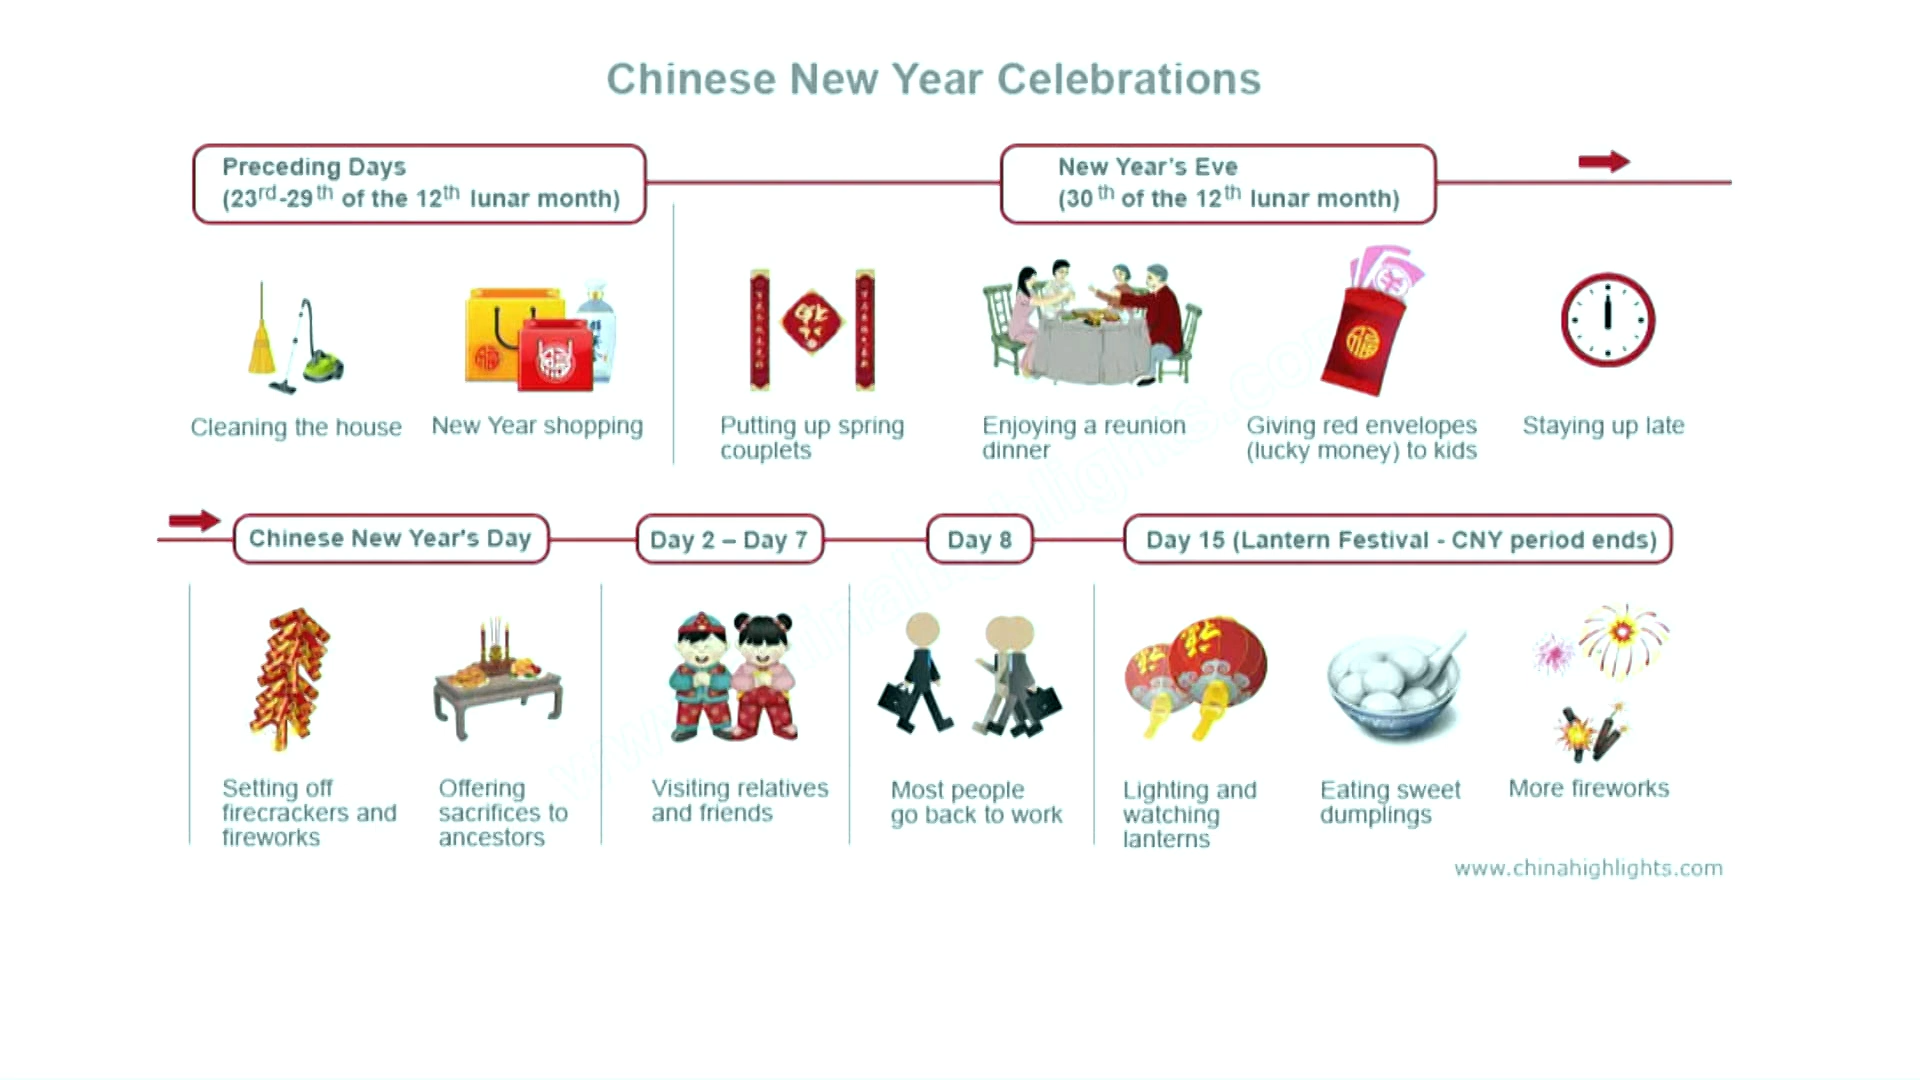 Chinese New Year Celebrations
Preceding Days
(23rd-29th of the 12th lunar month)
New Year's Eve
(30th of the 12th lunar month)
Cleaning the house
New Year shopping
Putting up spring
couplets
Enjoying a reunion
dinner
Giving red envelopes
(lucky money) to kids
Staying up late
Chinese New Year's Day
Day 2 – Day 7
Day 8
Day 15 (Lantern Festival - CNY period ends)
Setting off
firecrackers and
fireworks
Offering
sacrifices to
ancestors
Visiting relatives
and friends
Most people
go back to work
Lighting and
watching
lanterns
Eating sweet
dumplings
More fireworks
www.chinahighlights.com